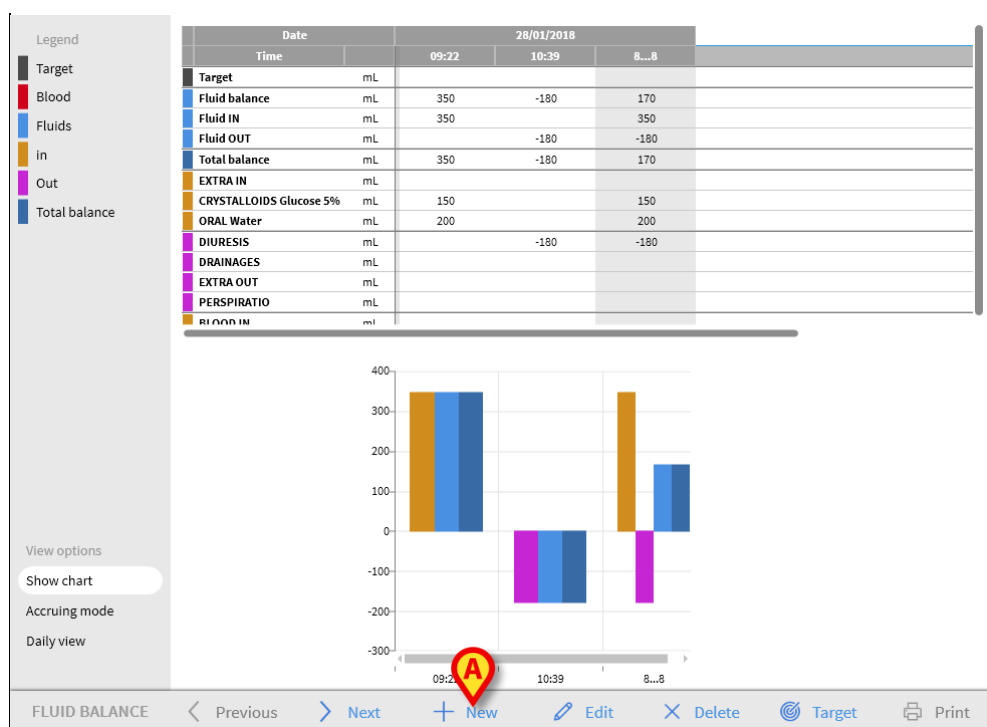 Legend
Target
Blood
Fluids
in
Out
Total balance
Date 28/01/2018
Time 09:22 10:39 8...8
Target mL
Fluid balance mL 350 -180 170
Fluid IN mL 350 350
Fluid OUT mL -180 -180
Total balance mL 350 -180 170
EXTRA IN mL
CRYSTALLOIDS Glucose 5% mL 150 150
ORAL Water mL 200 200
DIURESIS mL -180 -180
DRAINAGES mL
EXTRA OUT mL
PERSPIRATIO mL
BLOOD IN mL
400
300
200
100
0
-100
-200
-300
09:22 10:39 8...8
A
View options
Show chart
Accruing mode
Daily view
FLUID BALANCE Previous Next New Edit Delete Target Print